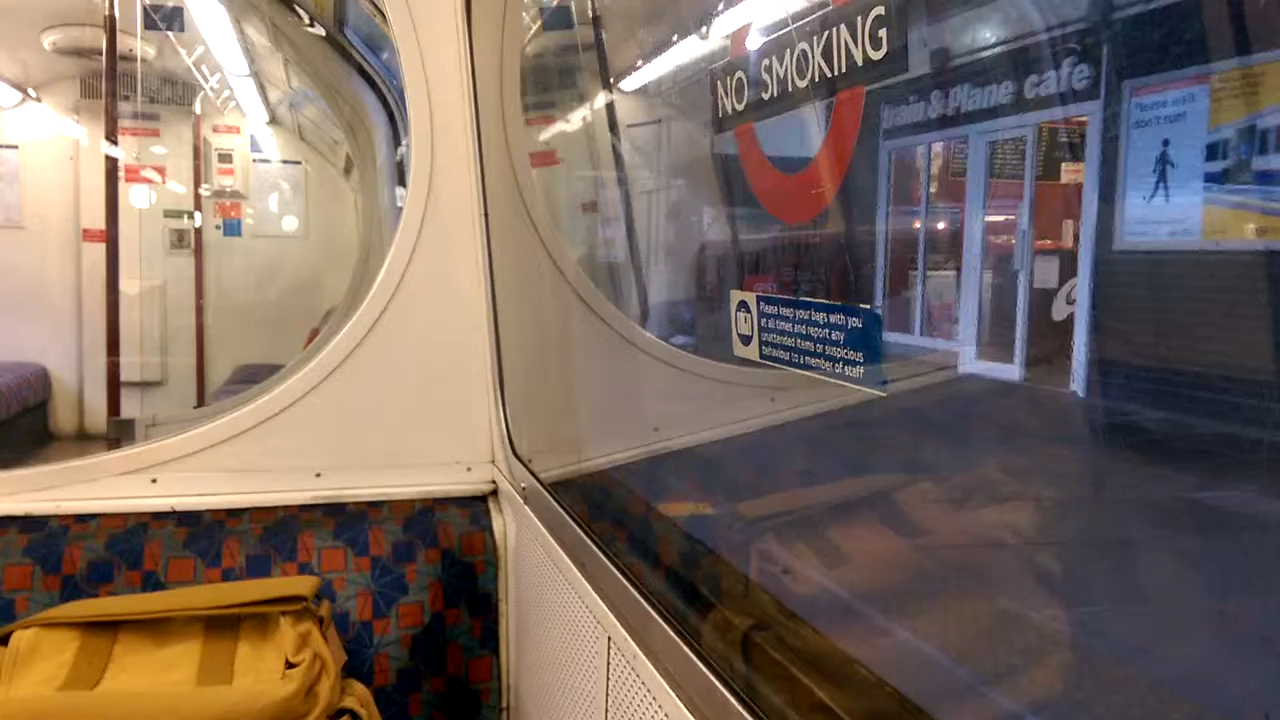 NO SMOKING
Train & Plane cafe
Please walk
don't run!
Please keep your bags with you
at all times and report any
unattended items or suspicious
behaviour to a member of staff